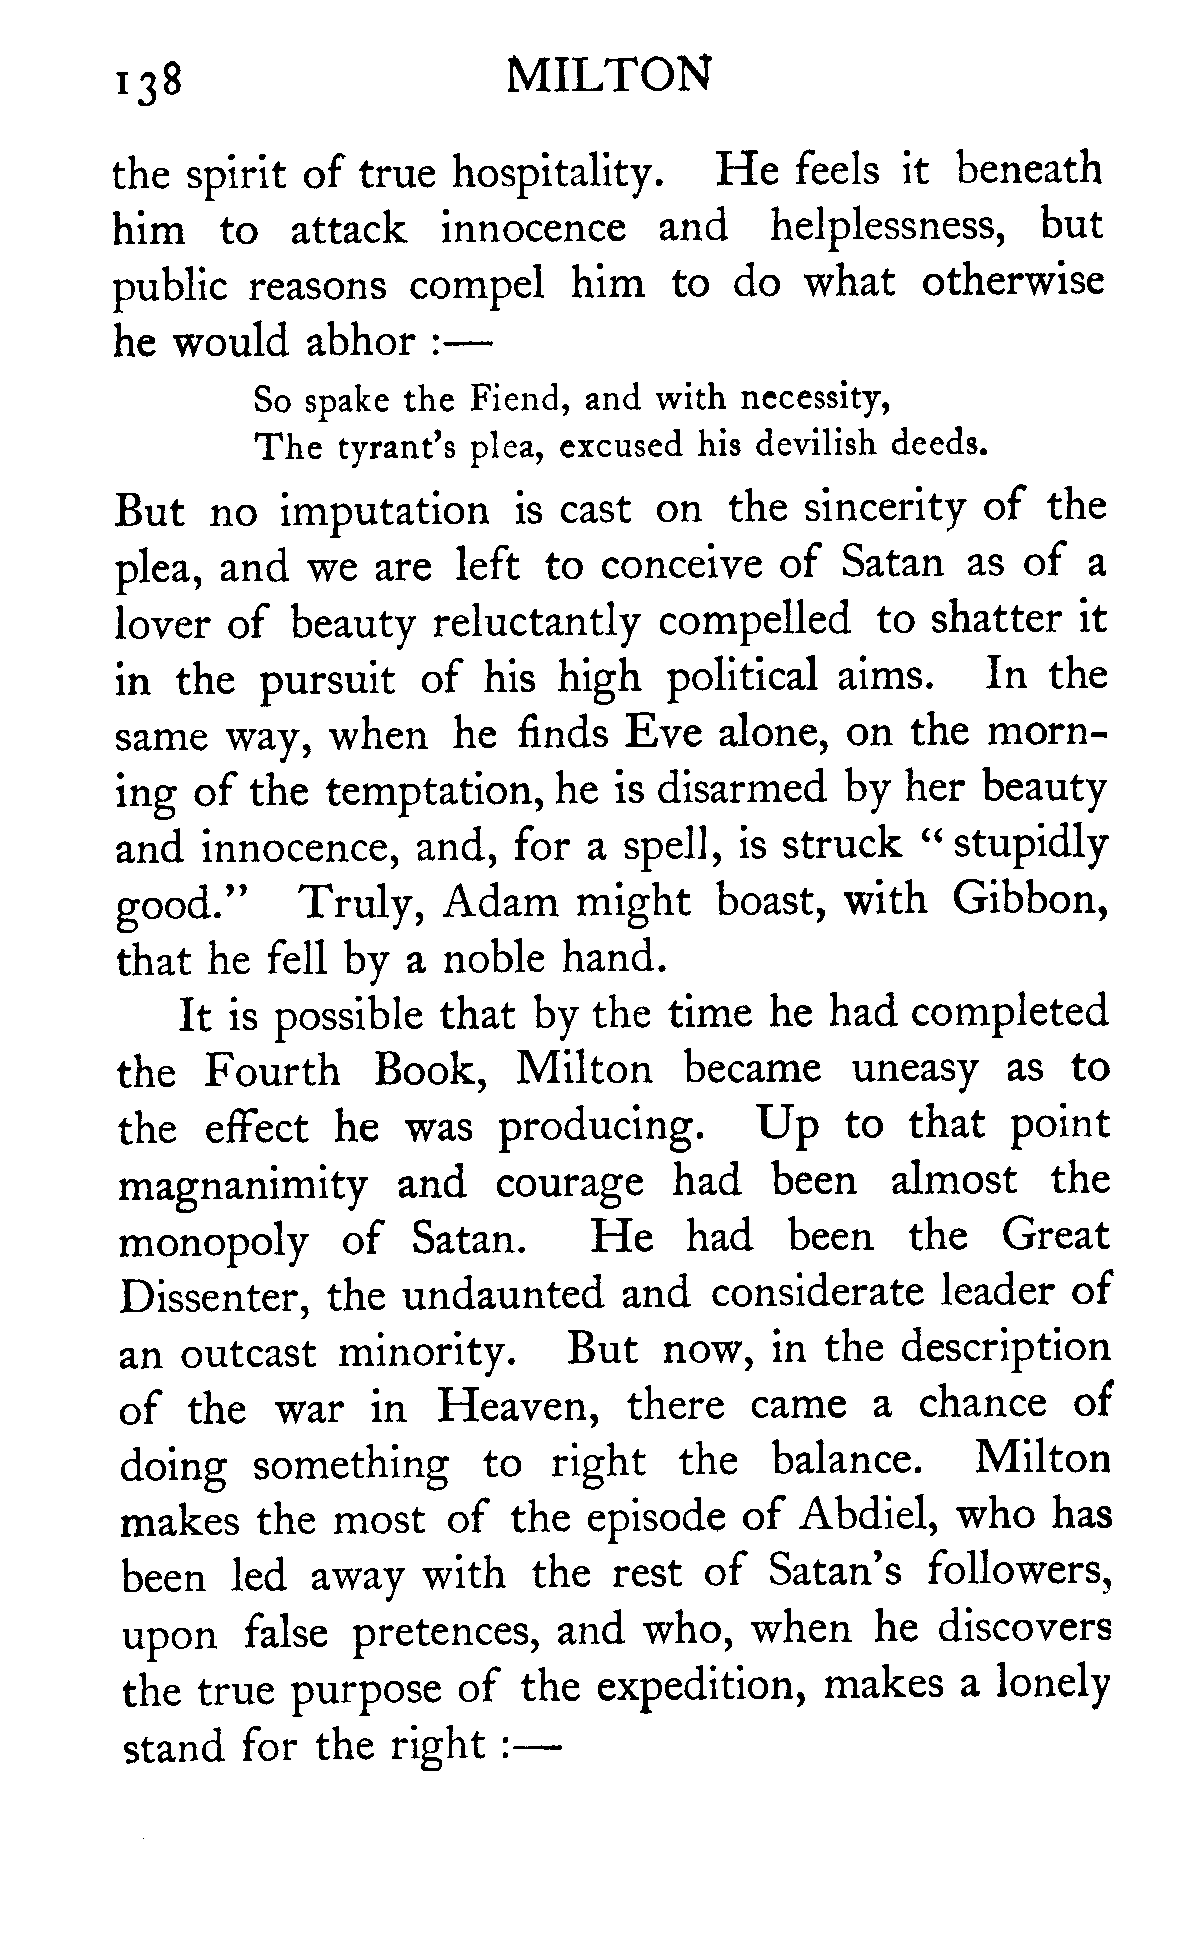 138 MILTON
the spirit of true hospitality. He feels it beneath
him to attack innocence and helplessness, but
public reasons compel him to do what otherwise
he would abhor :—
So spake the Fiend, and with necessity,
The tyrant's plea, excused his devilish deeds.
But no imputation is cast on the sincerity of the
plea, and we are left to conceive of Satan as of a
lover of beauty reluctantly compelled to shatter it
in the pursuit of his high political aims. In the
same way, when he finds Eve alone, on the morn-
ing of the temptation, he is disarmed by her beauty
and innocence, and, for a spell, is struck “ stupidly
good.” Truly, Adam might boast, with Gibbon,
that he fell by a noble hand.
It is possible that by the time he had completed
the Fourth Book, Milton became uneasy as to
the effect he was producing. Up to that point
magnanimity and courage had been almost the
monopoly of Satan. He had been the Great
Dissenter, the undaunted and considerate leader of
an outcast minority. But now, in the description
of the war in Heaven, there came a chance of
doing something to right the balance. Milton
makes the most of the episode of Abdiel, who has
been led away with the rest of Satan's followers,
upon false pretences, and who, when he discovers
the true purpose of the expedition, makes a lonely
stand for the right :—